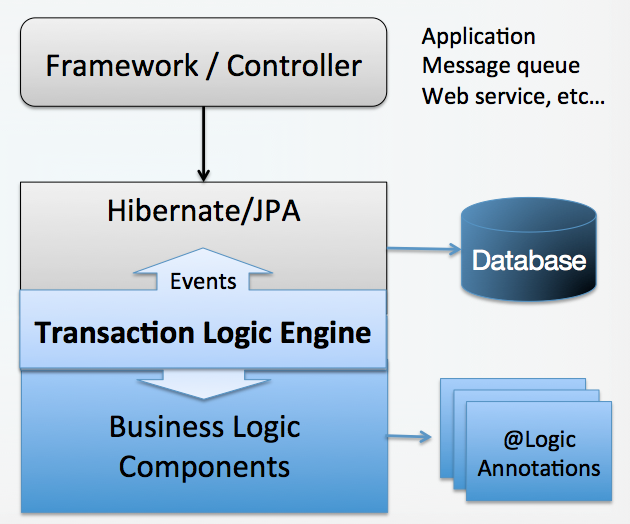 Framework / Controller
Application
Message queue
Web service, etc...
Hibernate/JPA
Events
Database
Transaction Logic Engine
Business Logic
Components
@Logic
Annotations